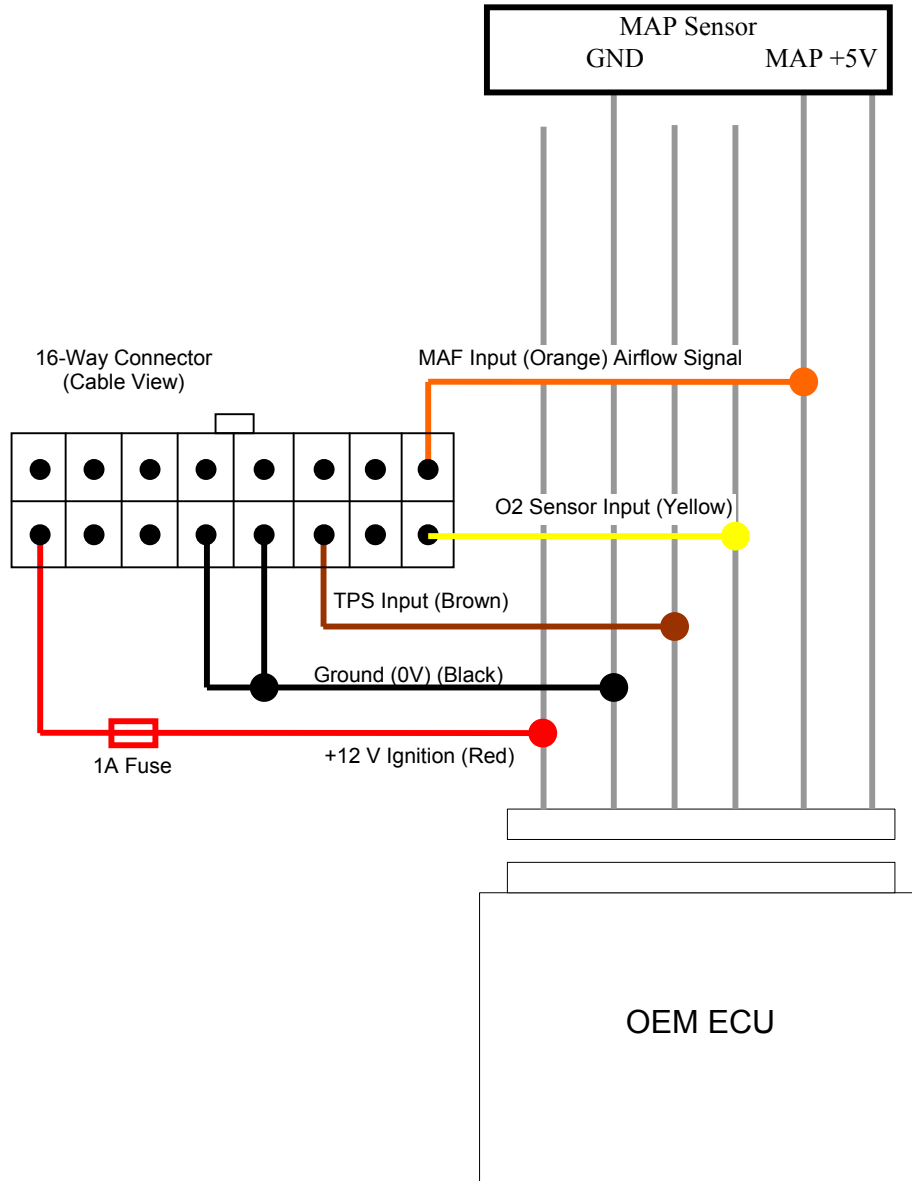 MAP Sensor
GND MAP +5V
16-Way Connector
(Cable View)
MAF Input (Orange) Airflow Signal
O2 Sensor Input (Yellow)
TPS Input (Brown)
Ground (0V) (Black)
+12 V Ignition (Red)
1A Fuse
OEM ECU